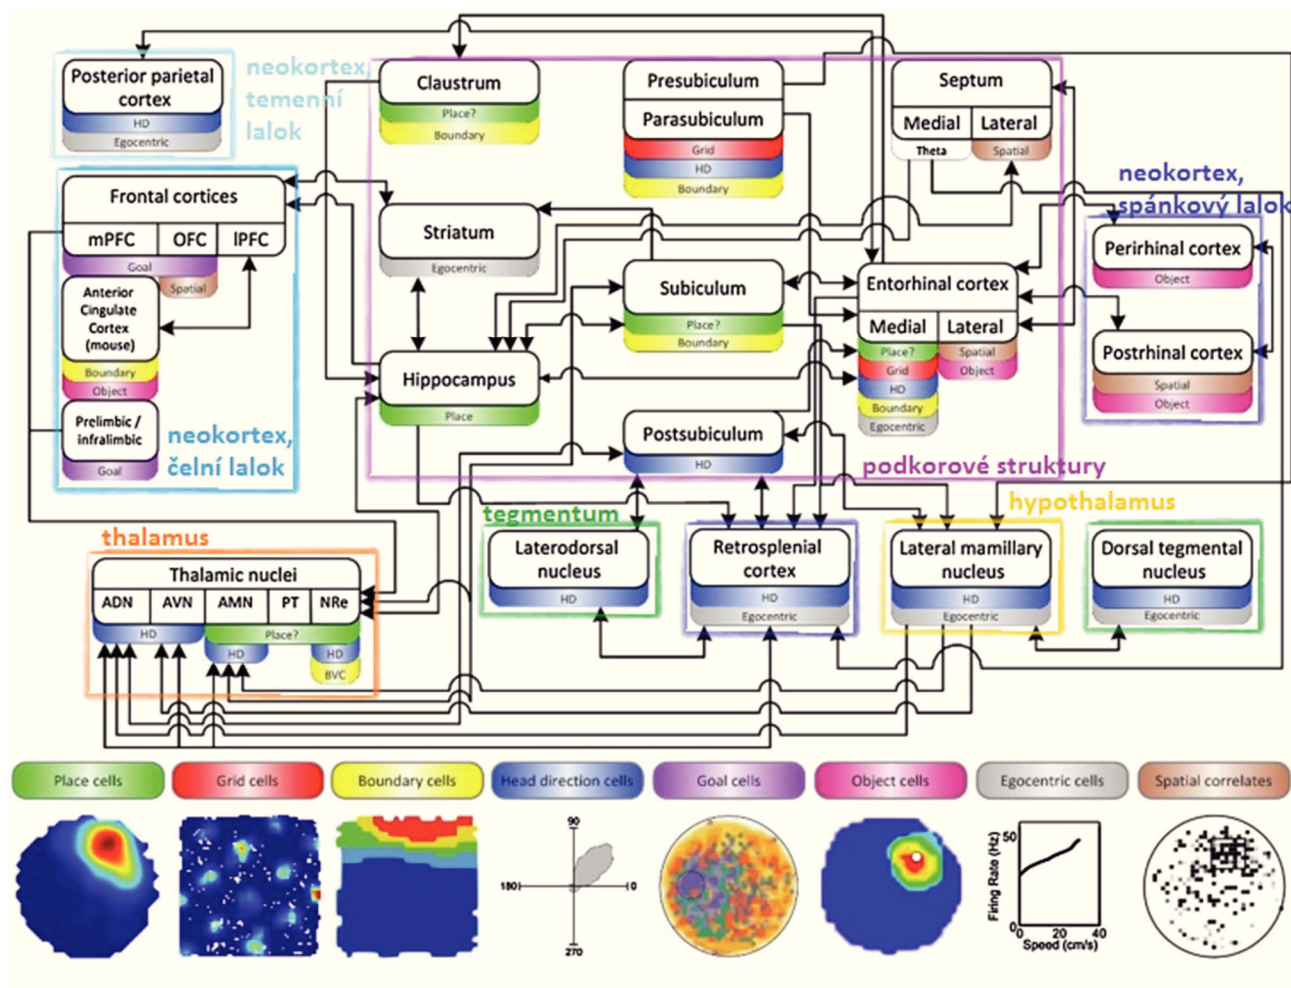 Posterior parietal
cortex
HD
Egocentric
neokortex,
temenní
lalok
Claustrum
Place?
Boundary
Presubiculum
Parasubiculum
Grid
HD
Boundary
Septum
Medial Lateral
Theta Spatial
neokortex,
spánkový lalok
Frontal cortices
mPFC OFC lPFC
Goal
Spatial
Anterior
Cingulate
Cortex
(mouse)
Boundary
Object
Prelimbic /
infralimbic
Goal
neokortex,
čelní lalok
Striatum
Egocentric
Subiculum
Place?
Boundary
Entorhinal cortex
Medial Lateral
Place? Spatial
Grid Object
HD
Boundary
Egocentric
Perirhinal cortex
Object
Postrhinal cortex
Spatial
Object
Hippocampus
Place
Postsubiculum
HD
podkorové struktury
hypothalamus
tegmentum
thalamus
Thalamic nuclei
ADN AVN AMN PT NRe
HD Place?
HD HD
BVC
Laterodorsal
nucleus
HD
Retrosplenial
cortex
HD
Egocentric
Lateral mamillary
nucleus
HD
Egocentric
Dorsal tegmental
nucleus
HD
Egocentric
Place cells Grid cells Boundary cells Head direction cells Goal cells Object cells Egocentric cells Spatial correlates
90
180 0
270
Firing Rate (Hz)
50
0
0 40
Speed (cm/s)